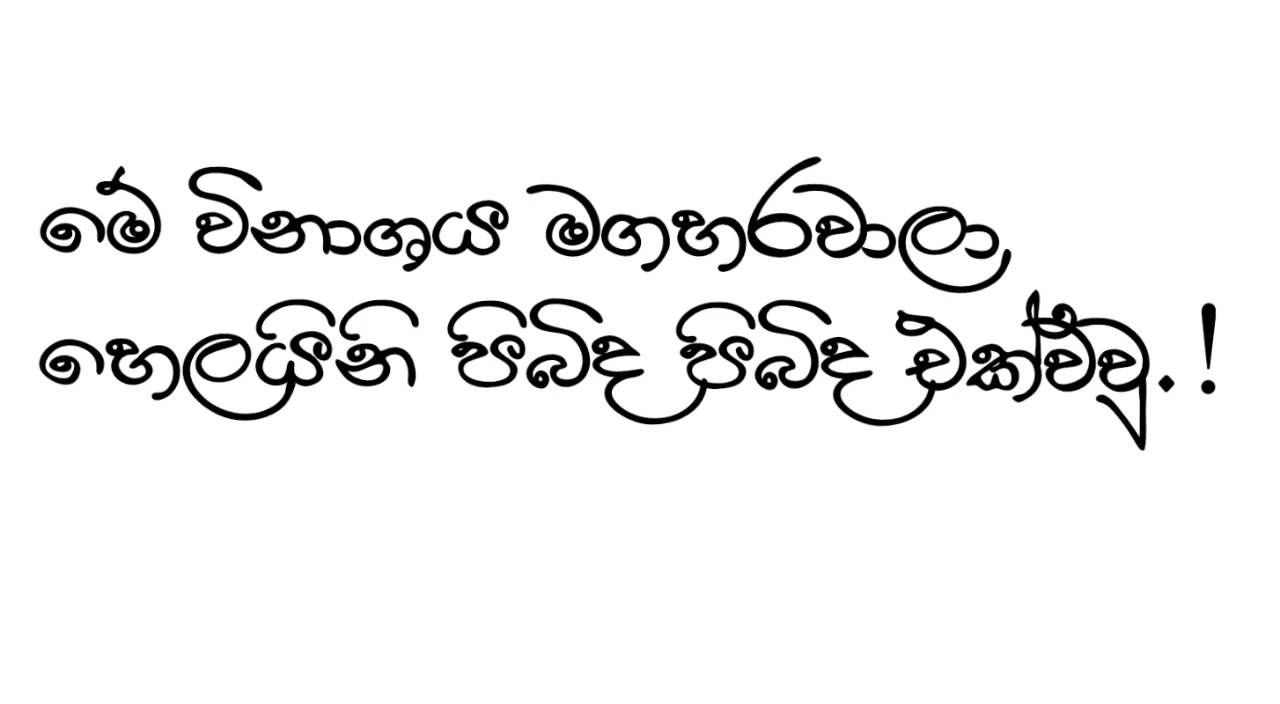 මේ විනාශය මගහරවාලා
හෙලයිනි පිබිද පිබිද එක්වව්.!